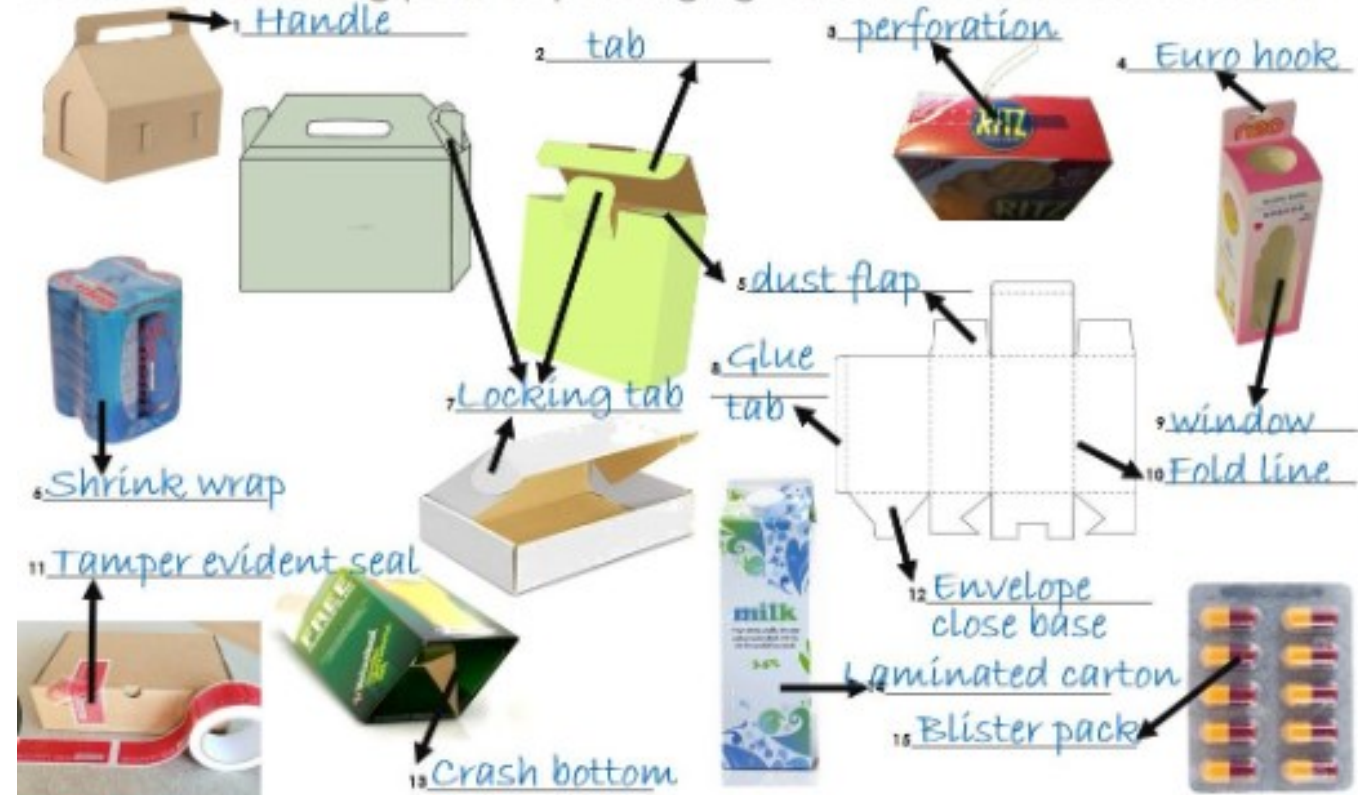 1 Handle
2 tab
3 perforation
4 Euro hook
RITZ
RITZ
5 dust flap
8 Glue
tab
7 Locking tab
9 window
10 Fold line
6 Shrink wrap
11 Tamper evident seal
FREE
12 Envelope
close base
milk
14 Laminated carton
15 Blister pack
13 Crash bottom